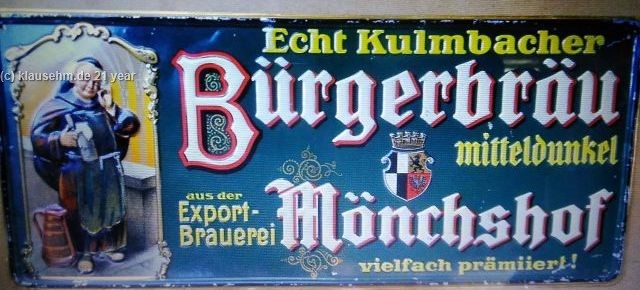 Echt Kulmbacher
(c) klausehm.de 21 year
Bürgerbräu
mitteldunkel
aus der
Export-
Brauerei
Mönchshof
vielfach prämiiert!